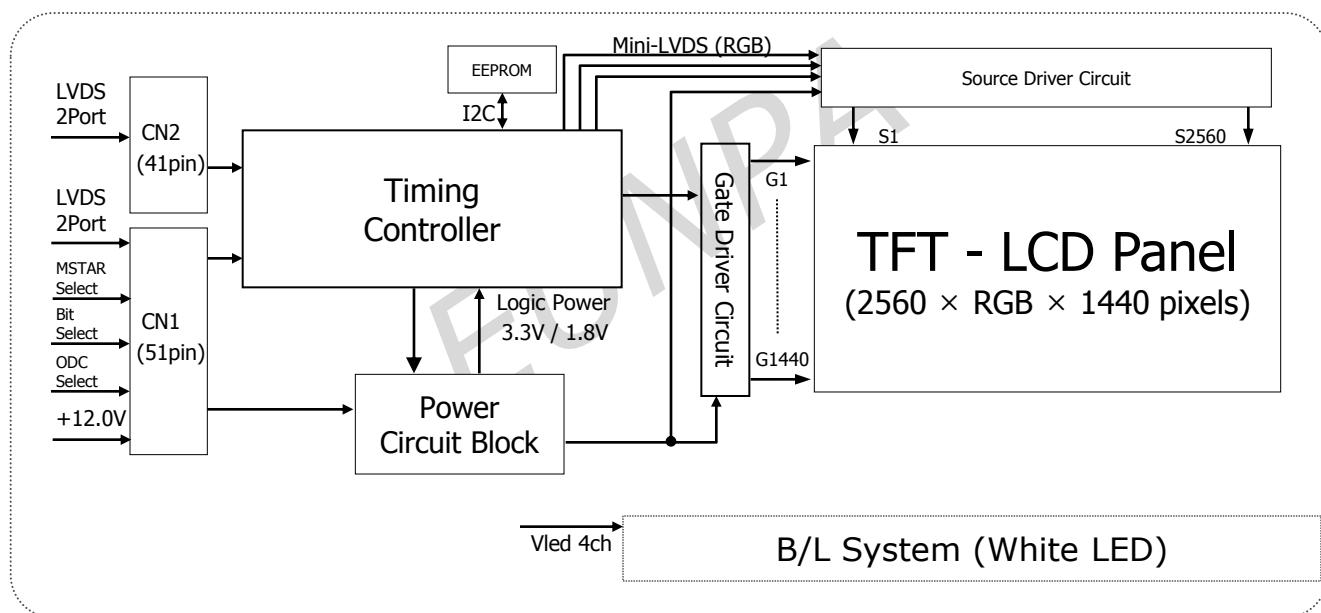 Mini-LVDS (RGB)
EEPROM
Source Driver Circuit
LVDS
2Port
I2C
CN2
(41pin)
S1
S2560
Timing
Controller
Gate Driver Circuit
G1
LVDS
2Port
TFT - LCD Panel
(2560 × RGB × 1440 pixels)
MSTAR
Select
Bit
Select
CN1
(51pin)
Logic Power
3.3V / 1.8V
ODC
Select
G1440
+12.0V
Power
Circuit Block
Vled 4ch
B/L System (White LED)
EUNPA